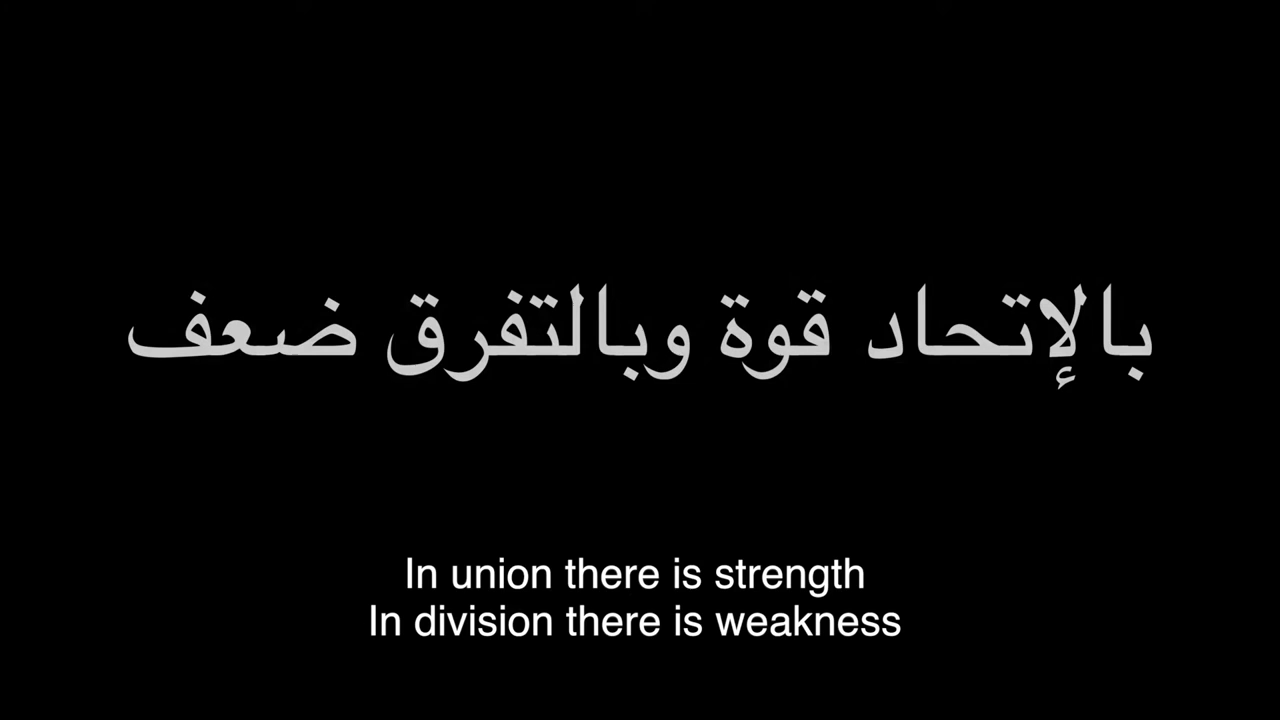 بالإتحاد قوة وبالتفرق ضعف
In union there is strength
In division there is weakness